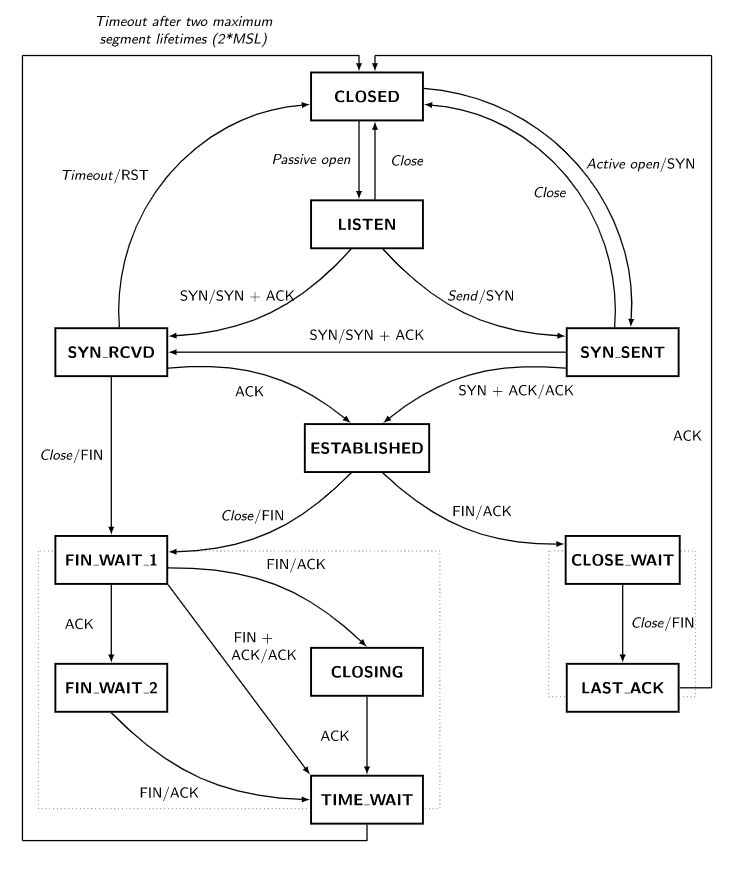 Timeout after two maximum
segment lifetimes (2*MSL)
CLOSED
Passive open
Close
Active open/SYN
Timeout/RST
Close
LISTEN
SYN/SYN + ACK
Send/SYN
SYN/SYN + ACK
SYN_RCVD
SYN_SENT
ACK
SYN + ACK/ACK
ACK
ESTABLISHED
Close/FIN
Close/FIN
FIN/ACK
FIN_WAIT_1
FIN/ACK
CLOSE_WAIT
ACK
FIN +
ACK/ACK
Close/FIN
CLOSING
FIN_WAIT_2
LAST_ACK
ACK
FIN/ACK
TIME_WAIT